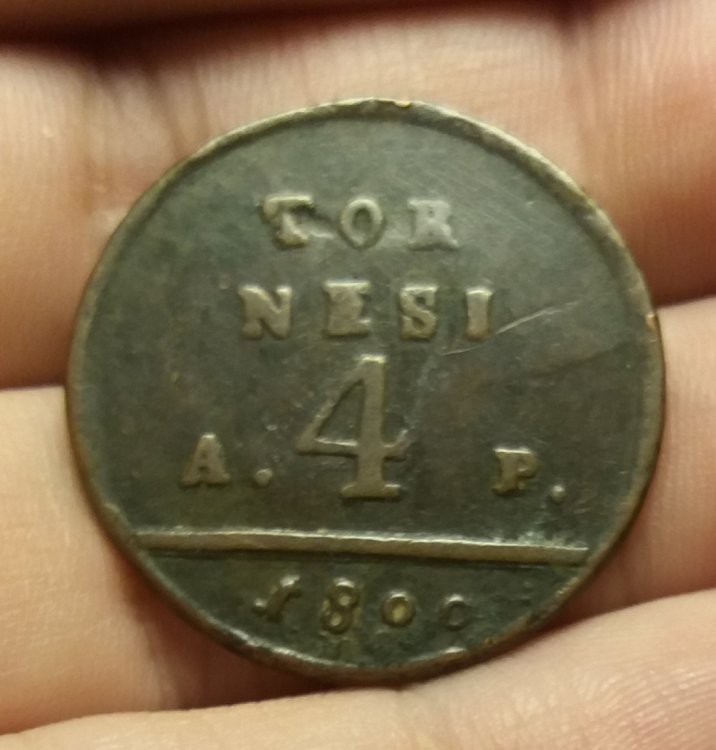 TOR
NESI
4
A. P.
1800